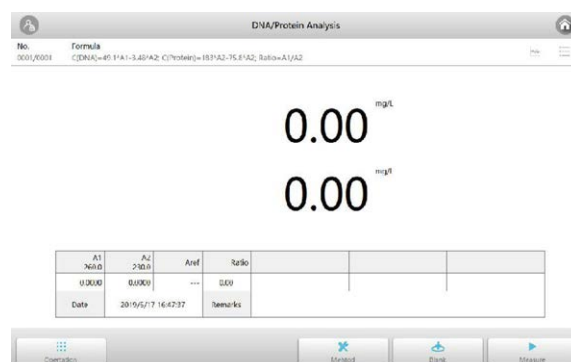 DNA/Protein Analysis
No. Formula
0001/0001 C(DNA)=49.1*A1-3.48*A2; C(Protein)=183*A2-75.8*A2; Ratio=A1/A2
mg/L
0.00
mg/l
0.00
A1 A2 Aref Ratio
260.0 230.0
0.0000 0.0000 --- 0.00
Date 2019/5/17 16:47:37 Remarks
Operation Method Blank Measure